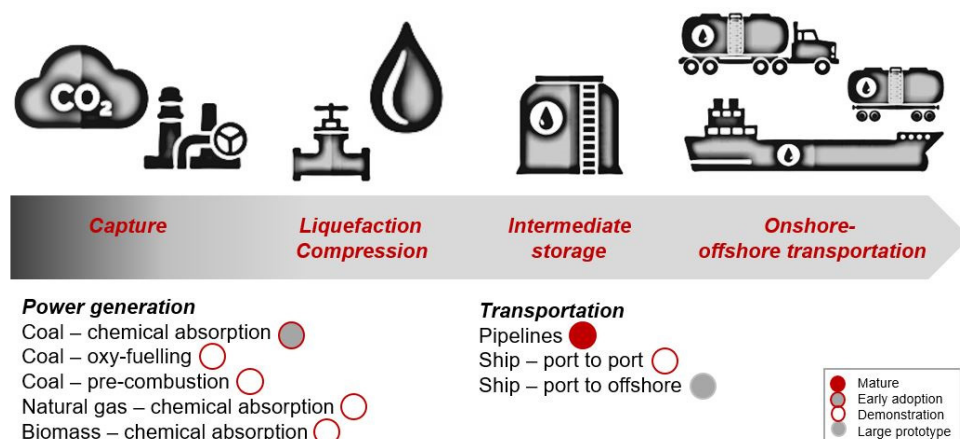 CO₂
Capture
Liquefaction
Compression
Intermediate
storage
Onshore-
offshore transportation
Power generation
Coal – chemical absorption
Coal – oxy-fuelling
Coal – pre-combustion
Natural gas – chemical absorption
Biomass – chemical absorption
Transportation
Pipelines
Ship – port to port
Ship – port to offshore
Mature
Early adoption
Demonstration
Large prototype